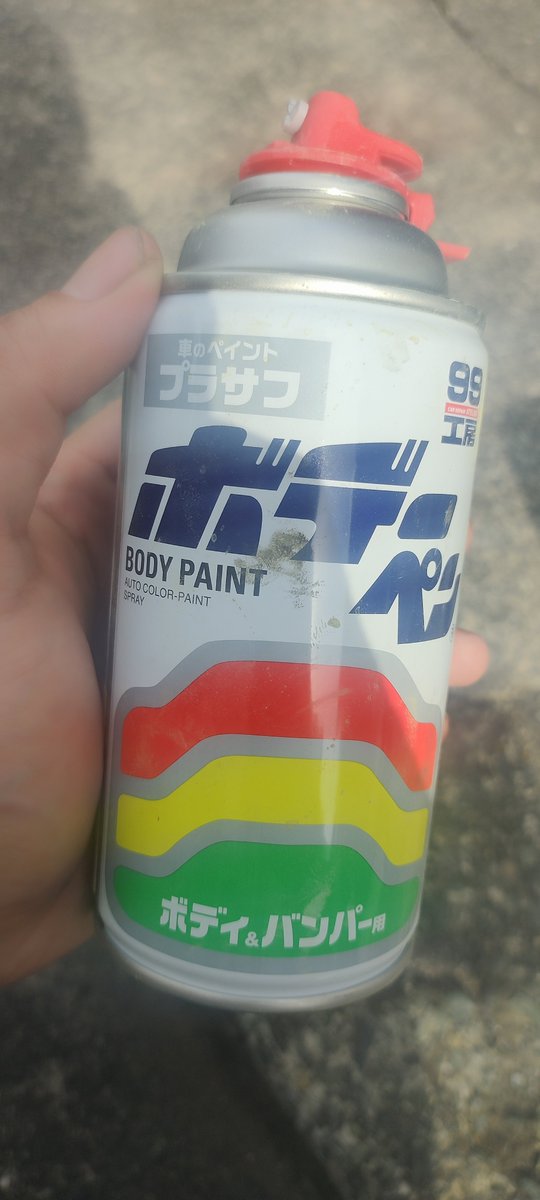 車のペイント
プラサフ
99
工房
ボデー
ペン
BODY PAINT
AUTO COLOR-PAINT
SPRAY
ボディ&バンパー用